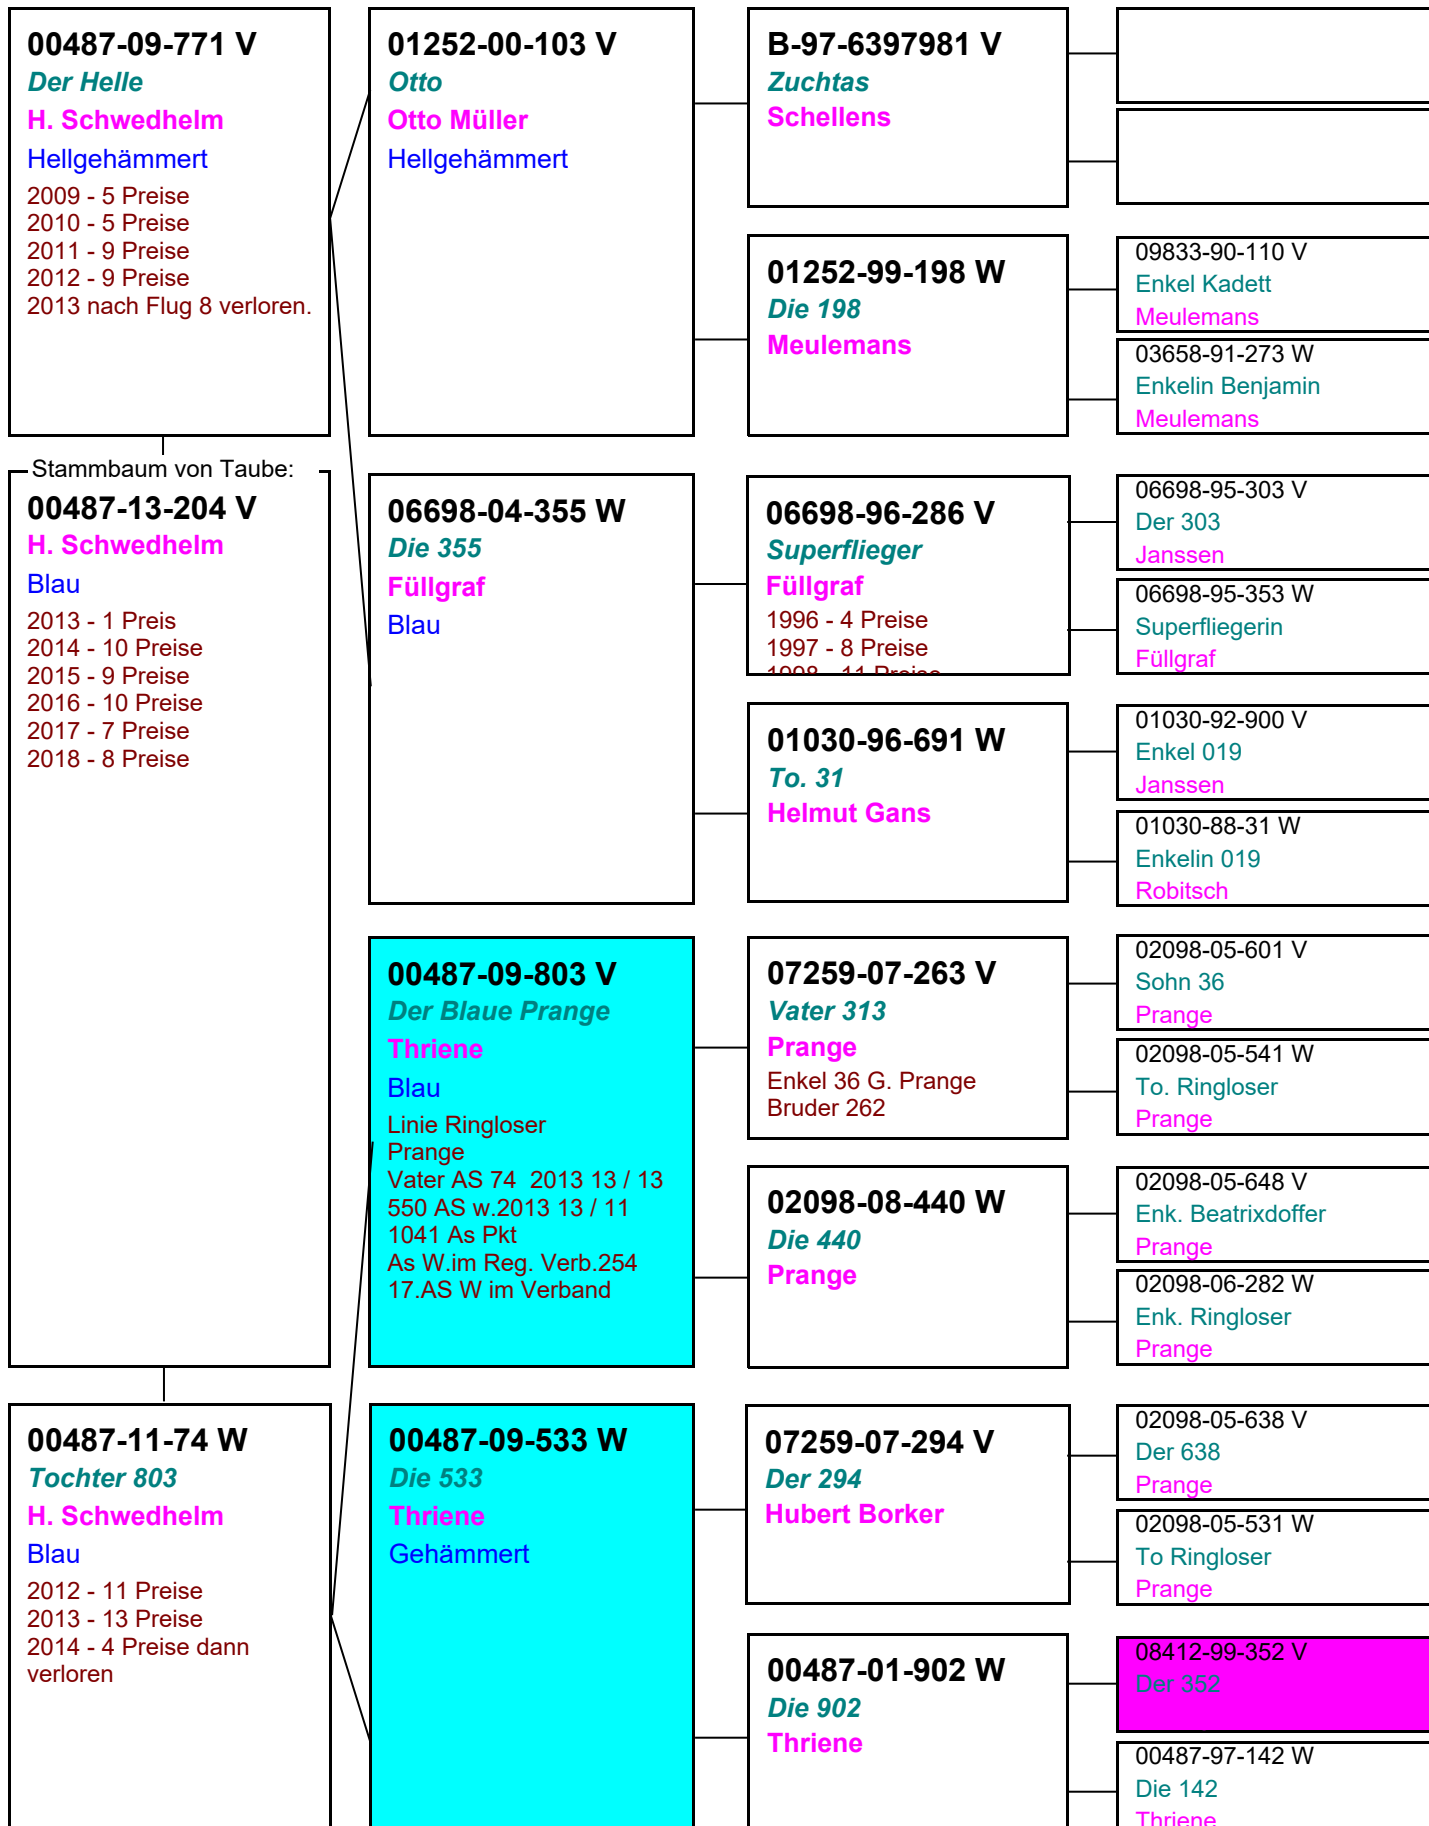 00487-09-771 V
Der Helle
H. Schwedhelm
Hellgehämmert
2009 - 5 Preise
2010 - 5 Preise
2011 - 9 Preise
2012 - 9 Preise
2013 nach Flug 8 verloren.
Stammbaum von Taube:
00487-13-204 V
H. Schwedhelm
Blau
2013 - 1 Preis
2014 - 10 Preise
2015 - 9 Preise
2016 - 10 Preise
2017 - 7 Preise
2018 - 8 Preise
00487-11-74 W
Tochter 803
H. Schwedhelm
Blau
2012 - 11 Preise
2013 - 13 Preise
2014 - 4 Preise dann
verloren
01252-00-103 V
Otto
Otto Müller
Hellgehämmert
06698-04-355 W
Die 355
Füllgraf
Blau
00487-09-803 V
Der Blaue Prange
Thriene
Blau
Linie Ringloser
Prange
Vater AS 74 2013 13 / 13
550 AS w.2013 13 / 11
1041 As Pkt
As W.im Reg. Verb.254
17.AS W im Verband
00487-09-533 W
Die 533
Thriene
Gehämmert
B-97-6397981 V
Zuchtas
Schellens
01252-99-198 W
Die 198
Meulemans
06698-96-286 V
Superflieger
Füllgraf
1996 - 4 Preise
1997 - 8 Preise
1998 - 11 Preise
01030-96-691 W
To. 31
Helmut Gans
07259-07-263 V
Vater 313
Prange
Enkel 36 G. Prange
Bruder 262
02098-08-440 W
Die 440
Prange
07259-07-294 V
Der 294
Hubert Borker
00487-01-902 W
Die 902
Thriene
09833-90-110 V
Enkel Kadett
Meulemans
03658-91-273 W
Enkelin Benjamin
Meulemans
06698-95-303 V
Der 303
Janssen
06698-95-353 W
Superfliegerin
Füllgraf
01030-92-900 V
Enkel 019
Janssen
01030-88-31 W
Enkelin 019
Robitsch
02098-05-601 V
Sohn 36
Prange
02098-05-541 W
To. Ringloser
Prange
02098-05-648 V
Enk. Beatrixdoffer
Prange
02098-06-282 W
Enk. Ringloser
Prange
02098-05-638 V
Der 638
Prange
02098-05-531 W
To Ringloser
Prange
08412-99-352 V
Der 352
00487-97-142 W
Die 142
Thriene